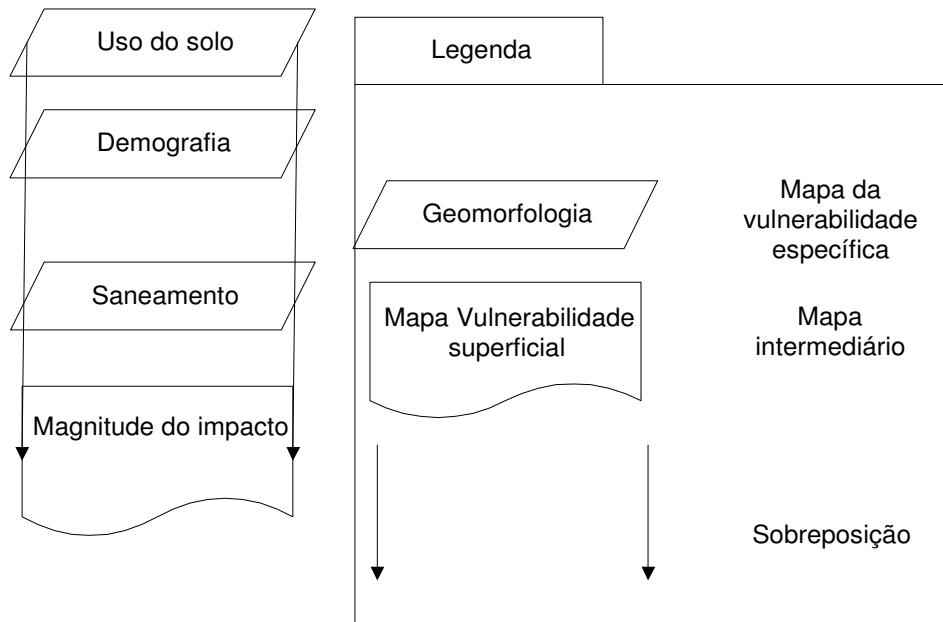 Uso do solo
Demografia
Saneamento
Magnitude do impacto
Legenda
Geomorfologia
Mapa da
vulnerabilidade
específica
Mapa Vulnerabilidade
superficial
Mapa
intermediário
Sobreposição